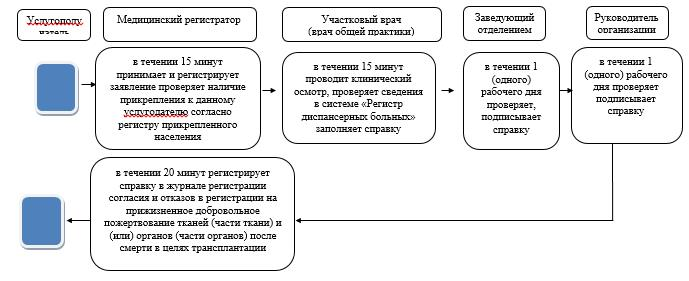 Услугополу
чатель
Медицинский регистратор
Участковый врач
(врач общей практики)
Заведующий
отделением
Руководитель
организации
в течении 15 минут
принимает и регистрирует
заявление проверяет наличие
прикрепления к данному
услугодателю согласно
регистру прикрепленного
населения
в течении 15 минут
проводит клинический
осмотр, проверяет сведения
в системе «Регистр
диспансерных больных»
заполняет справку
в течении 1
(одного)
рабочего дня
проверяет,
подписывает
справку
в течении 1
(одного) рабочего
дня проверяет
подписывает
справку
в течении 20 минут регистрирует
справку в журнале регистрации
согласия и отказов в регистрации на
прижизненное добровольное
пожертвование тканей (части ткани) и
(или) органов (части органов) после
смерти в целях трансплантации